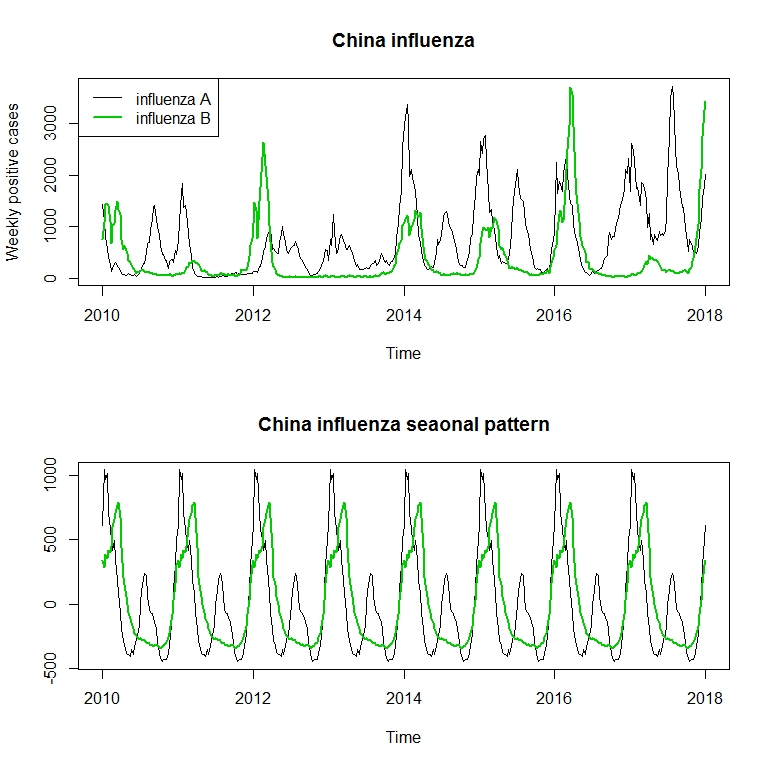 China influenza
influenza A
influenza B
Weekly positive cases
3000
2000
1000
0
2010 2012 2014 2016 2018
Time
China influenza seaonal pattern
1000
500
0
-500
2010 2012 2014 2016 2018
Time